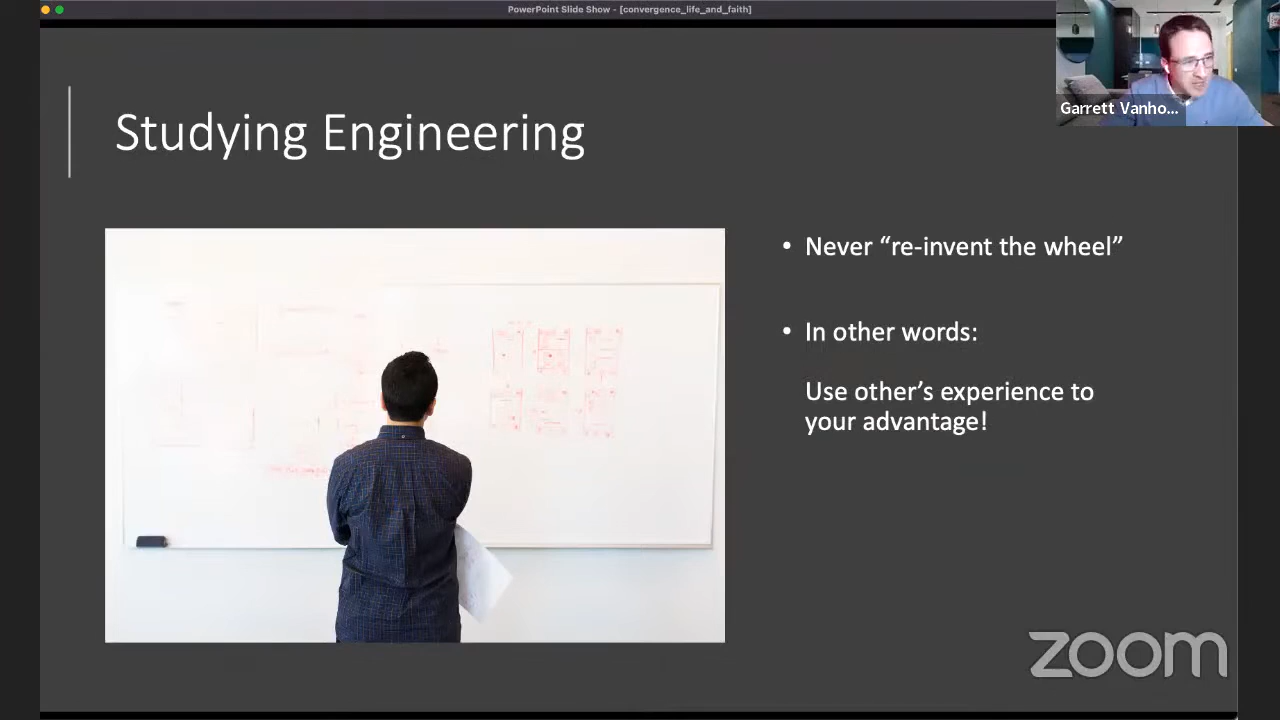 PowerPoint Slide Show - [convergence_life_and_faith]
Garrett Vanho...
Studying Engineering
• Never “re-invent the wheel”
• In other words:
Use other’s experience to
your advantage!
zoom